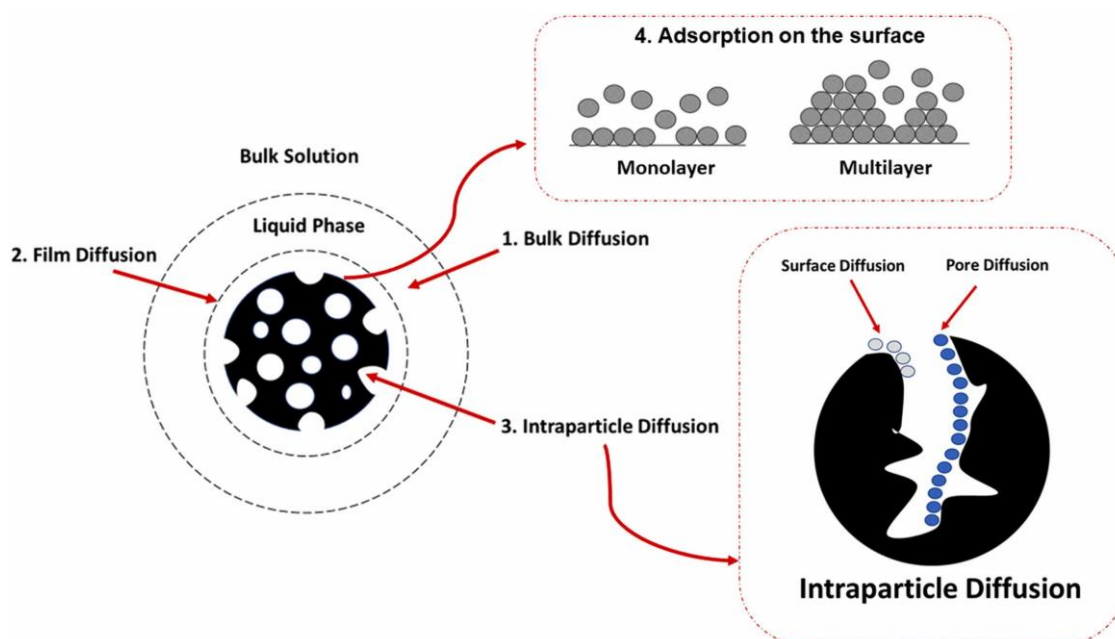 4. Adsorption on the surface
Monolayer
Multilayer
Bulk Solution
Liquid Phase
2. Film Diffusion
1. Bulk Diffusion
3. Intraparticle Diffusion
Surface Diffusion
Pore Diffusion
Intraparticle Diffusion